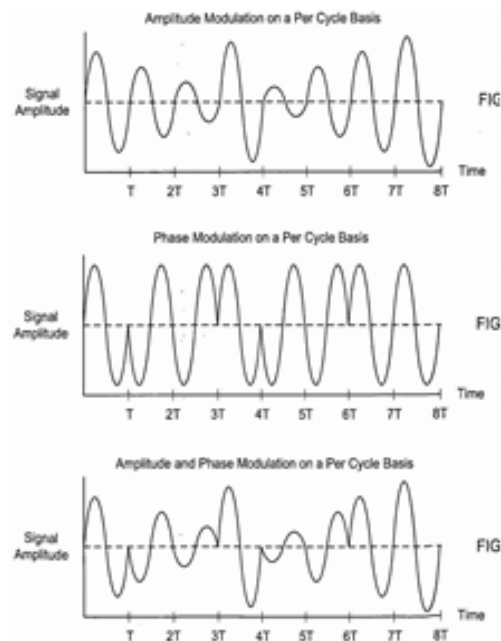 Amplitude Modulation on a Per Cycle Basis
Signal
Amplitude
FIG
Time
T 2T 3T 4T 5T 6T 7T 8T
Phase Modulation on a Per Cycle Basis
Signal
Amplitude
FIG
Time
T 2T 3T 4T 5T 6T 7T 8T
Amplitude and Phase Modulation on a Per Cycle Basis
Signal
Amplitude
FIG
Time
T 2T 3T 4T 5T 6T 7T 8T